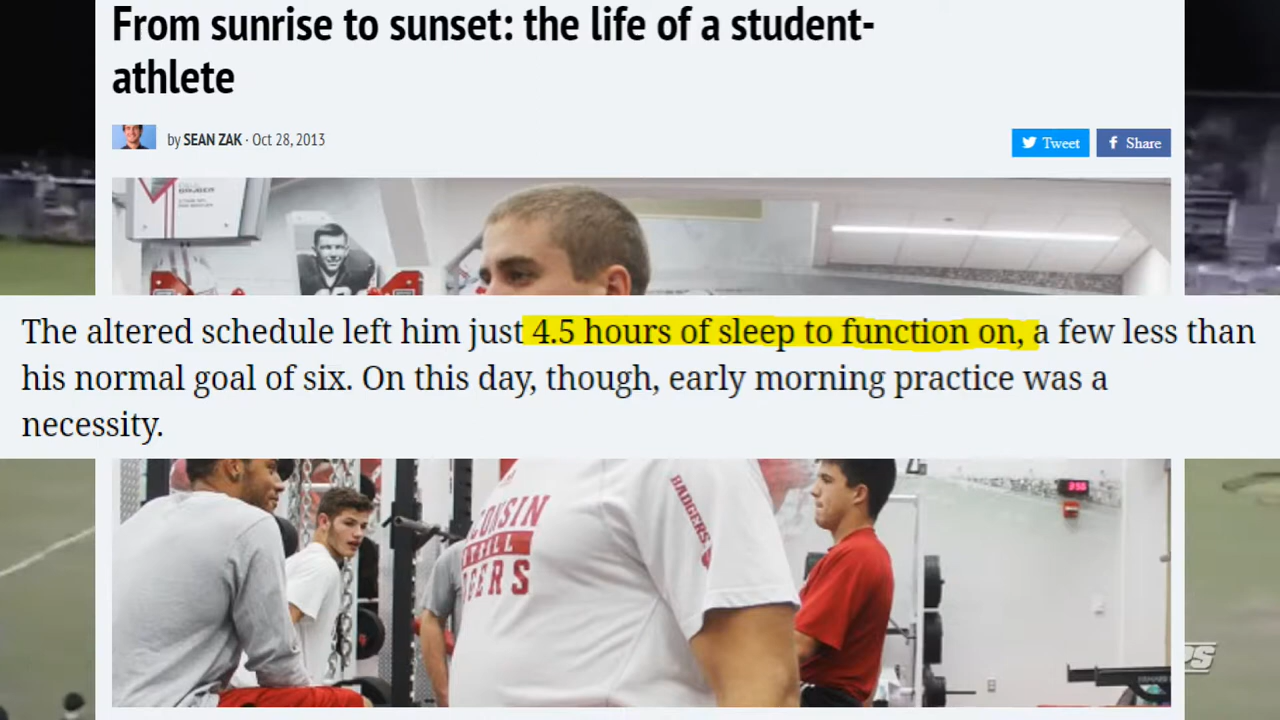 From sunrise to sunset: the life of a student-
athlete
by SEAN ZAK · Oct 28, 2013
Tweet
Share
The altered schedule left him just 4.5 hours of sleep to function on, a few less than
his normal goal of six. On this day, though, early morning practice was a
necessity.
BADGERS